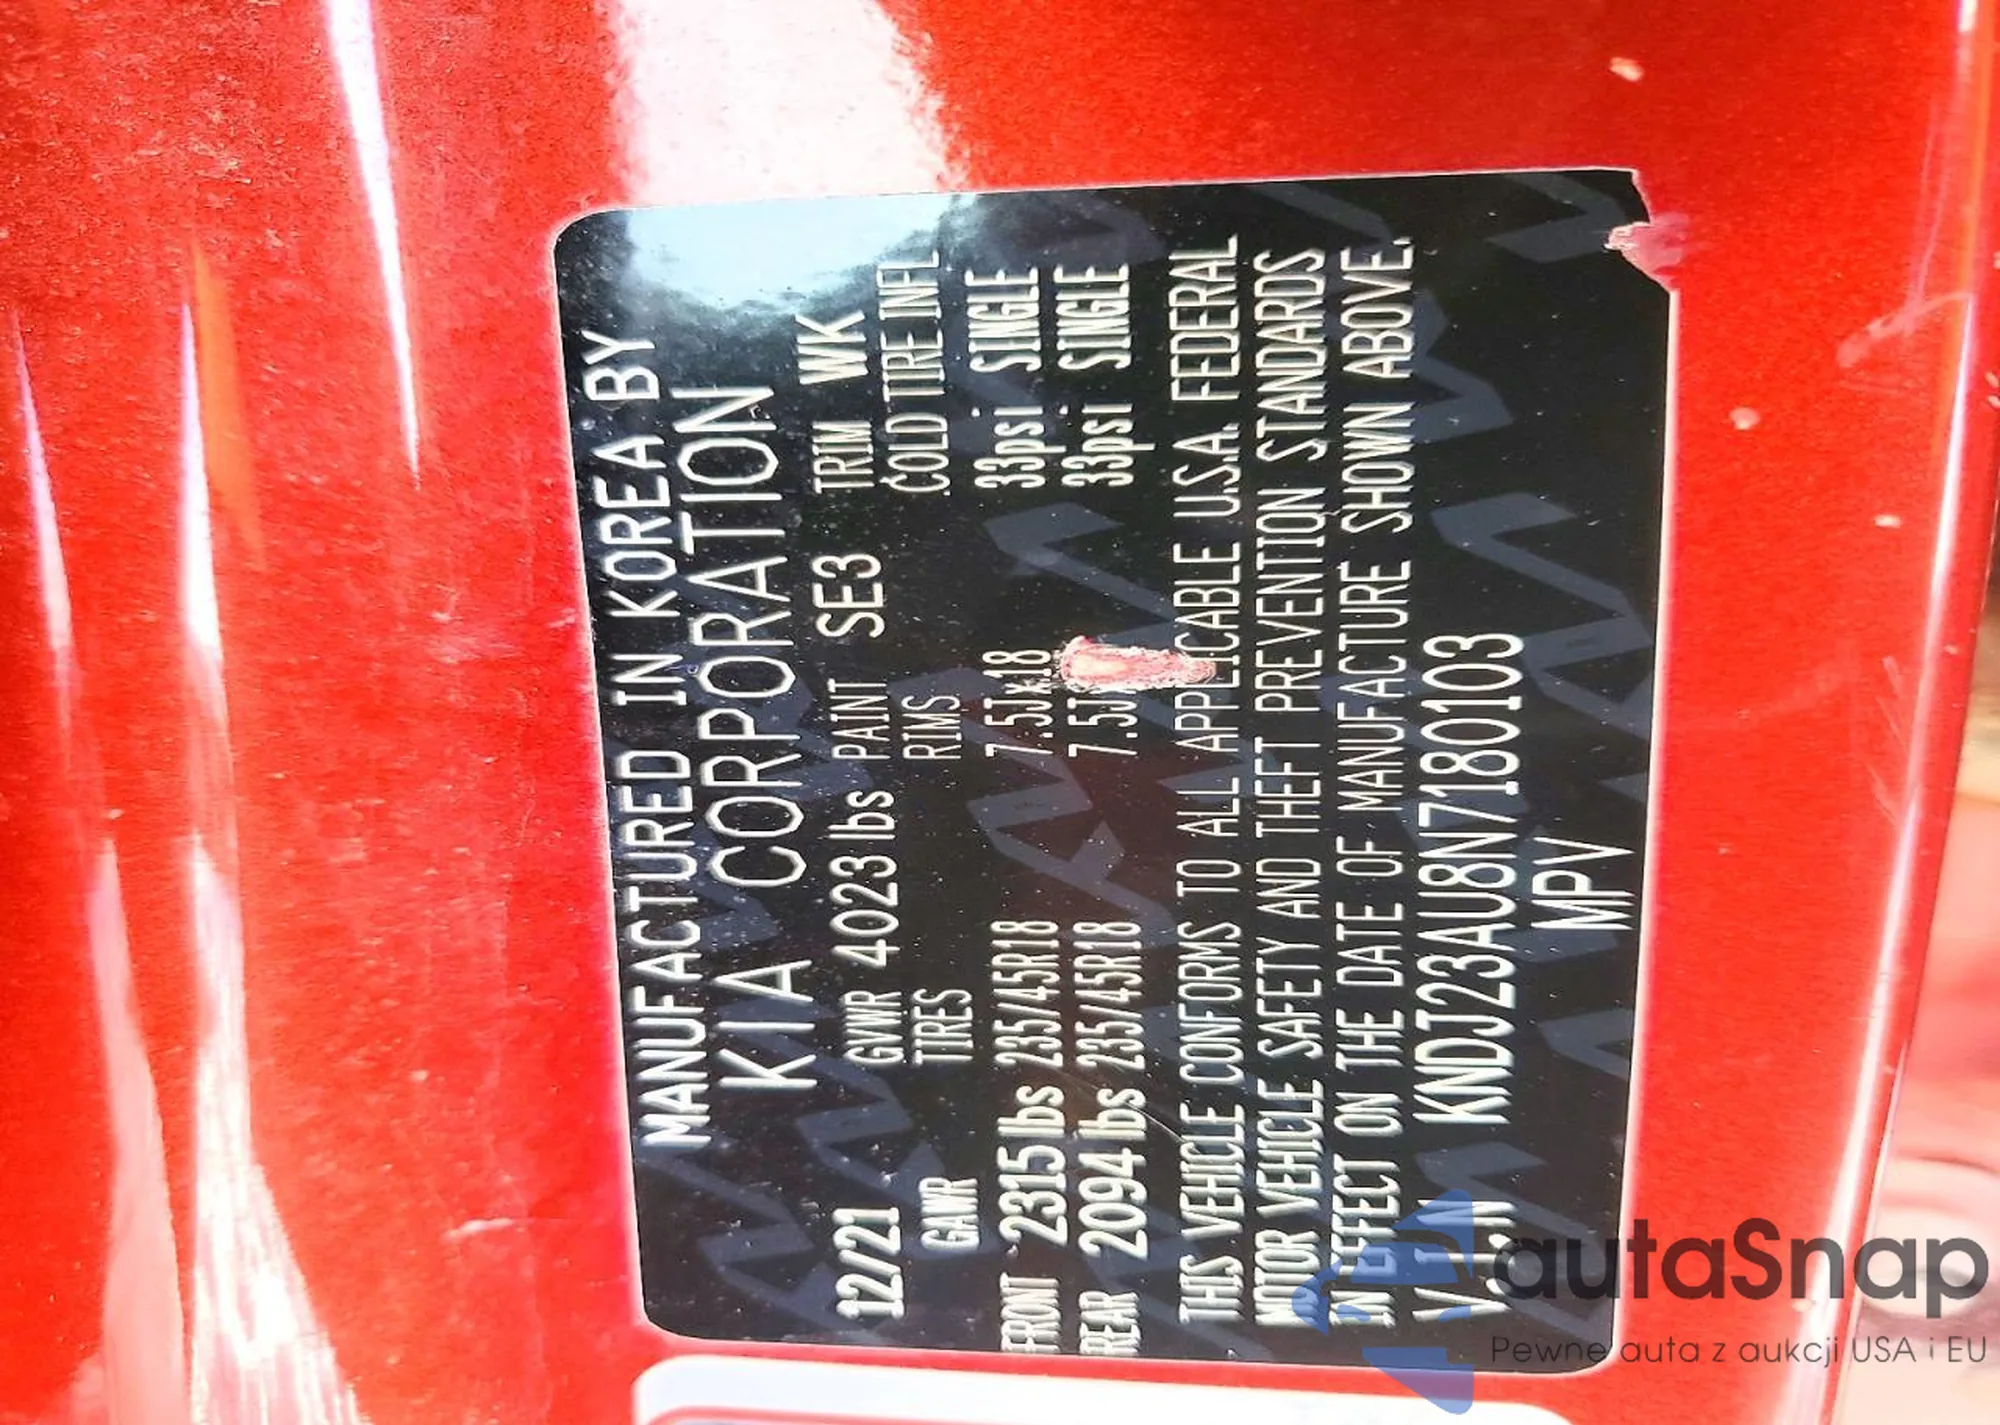 MANUFACTURED IN KOREA BY
KIA CORPORATION
12/21 GVWR 4023 lbs PAINT SE3 TRIM WK
GAWR TIRES RIMS COLD TIRE INFL
FRONT 2315 lbs 235/45R18 7.5Jx18 33psi SINGLE
REAR 2094 lbs 235/45R18 7.5J 33psi SINGLE
THIS VEHICLE CONFORMS TO ALL APPLICABLE U.S.A. FEDERAL
MOTOR VEHICLE SAFETY AND THEFT PREVENTION STANDARDS
IN EFFECT ON THE DATE OF MANUFACTURE SHOWN ABOVE.
V.I.N KNDJ23AU8N7180103
MPV
autaSnap
Pewne auta z aukcji USA i EU